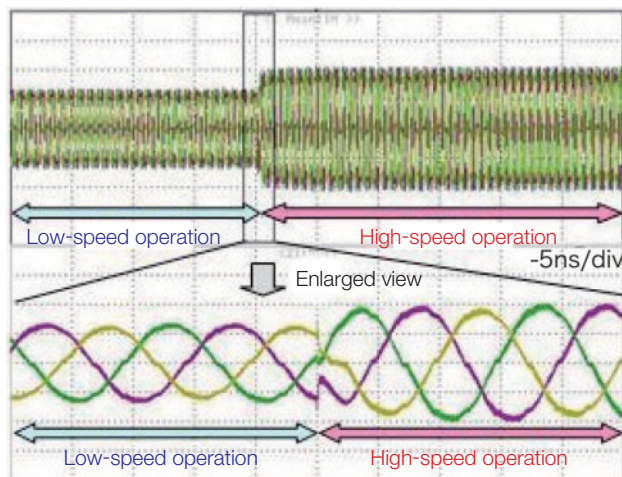 Low-speed operation
High-speed operation
-5ns/div
Enlarged view
Low-speed operation
High-speed operation